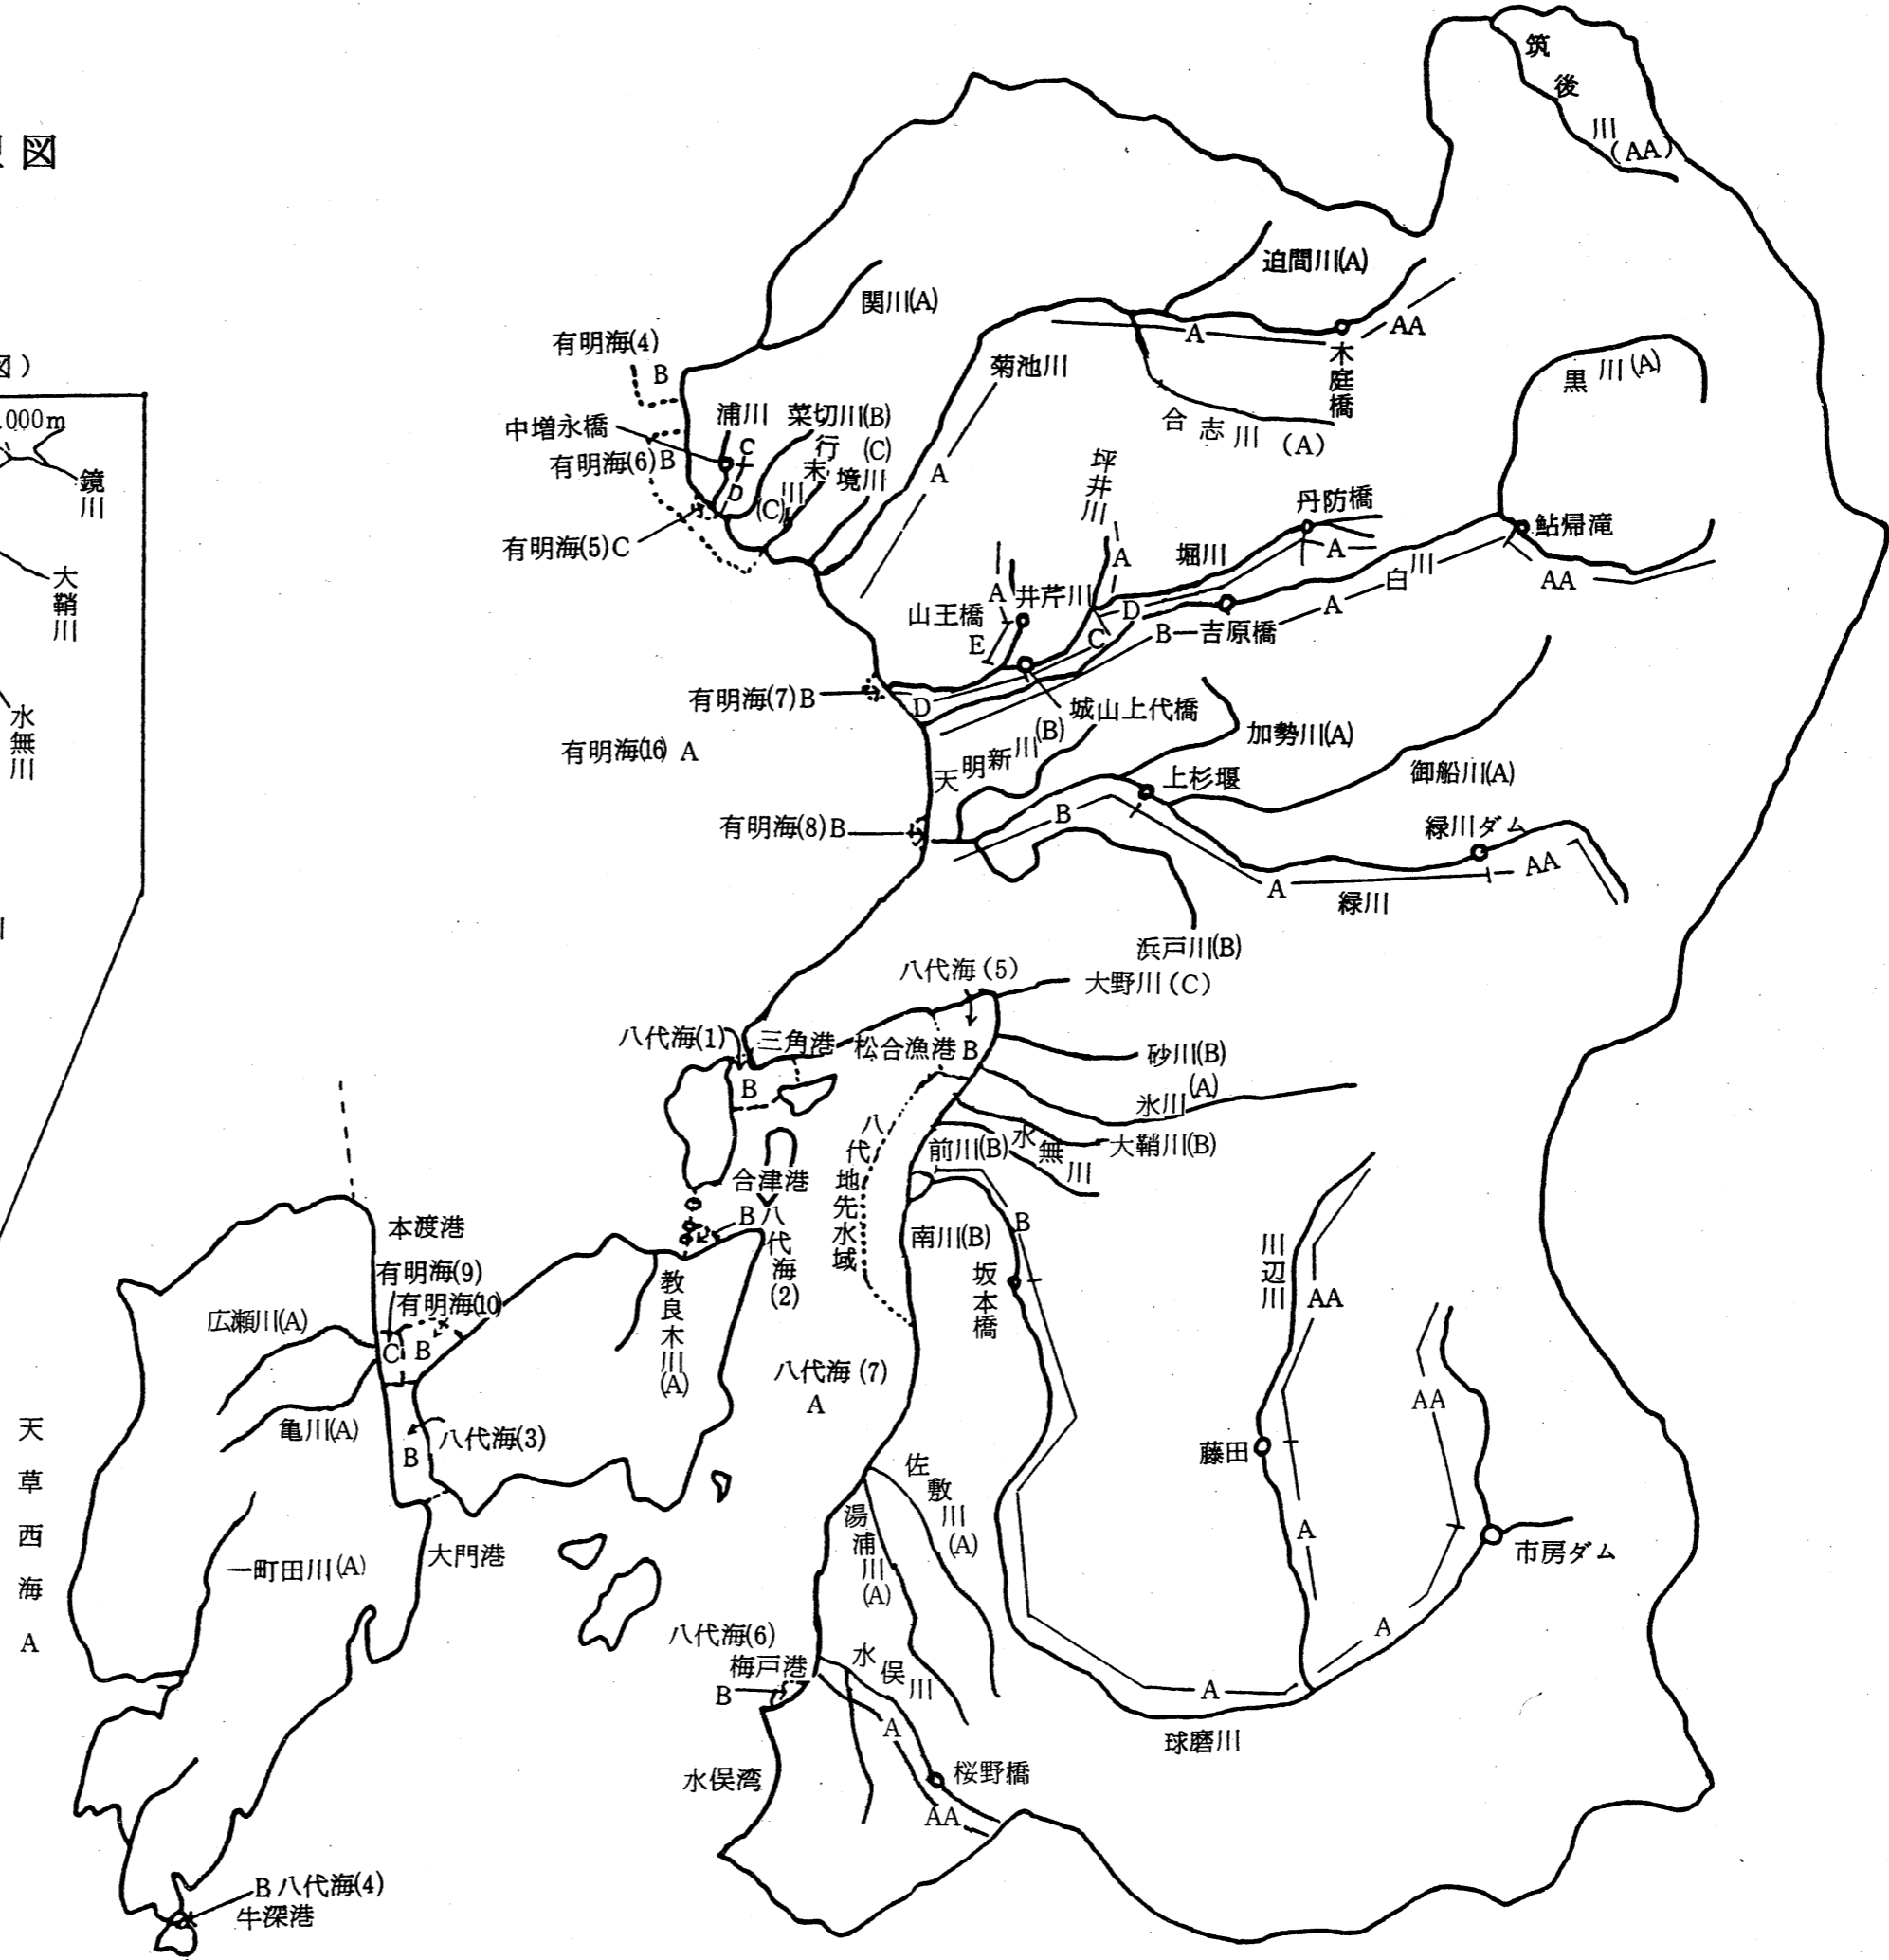 図
図)
.000m
鏡川
大鞘川
水無川
川
筑後川(AA)
迫間川(A)
関川(A)
AA
A
木庭橋
有明海(4)
B
菊池川
黒川(A)
中増永橋
浦川
菜切川(B)
合志川(A)
有明海(6)B
C
行末川(C)
(C)
境川
D
A
坪井川
丹防橋
鮎帰滝
有明海(5)C
堀川
A
A
白川
AA
A
井芹川
山王橋
D
A
E
C
B
吉原橋
有明海(7)B
D
城山上代橋
有明海(16) A
天明新川(B)
加勢川(A)
上杉堰
御船川(A)
有明海(8)B
B
緑川ダム
AA
A
緑川
浜戸川(B)
八代海(5)
大野川(C)
八代海(1)
三角港
松合漁港
B
砂川(B)
B
氷川(A)
八代地先水域
前川(B)
水無川
大鞘川(B)
合津港
B
八代海(2)
南川(B)
B
川辺川
本渡港
坂本橋
有明海(9)
有明海(10)
教良木川(A)
AA
広瀬川(A)
C
B
八代海(7)
A
AA
亀川(A)
八代海(3)
B
藤田
天草西海A
佐敷川(A)
湯浦川(A)
A
一町田川(A)
大門港
市房ダム
八代海(6)
梅戸港
B
水俣川
A
A
A
球磨川
水俣湾
桜野橋
AA
B八代海(4)
牛深港